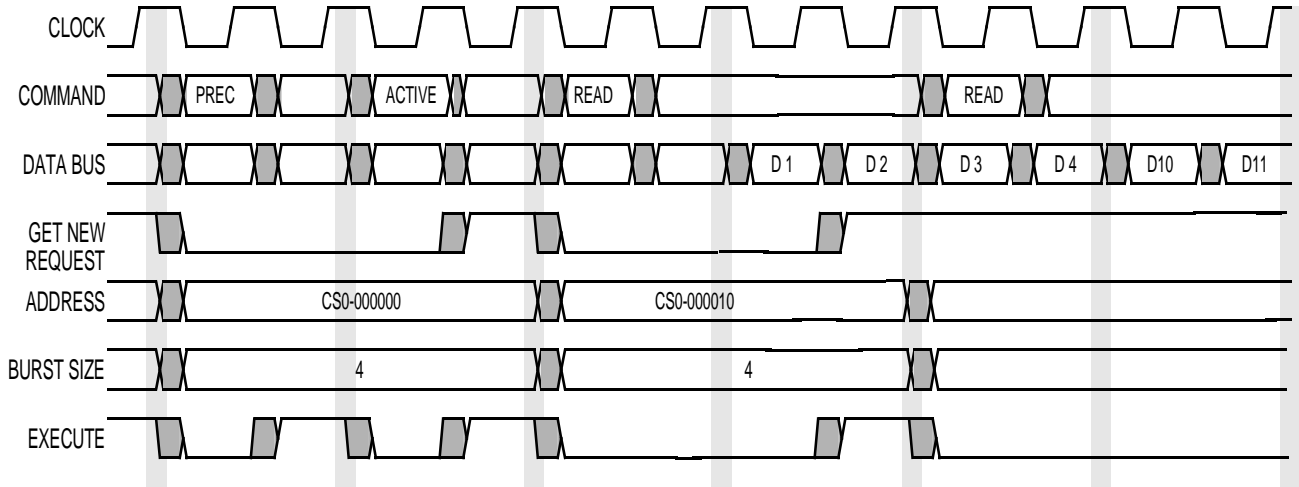 CLOCK
COMMAND PREC ACTIVE READ READ
DATA BUS D 1 D 2 D 3 D 4 D10 D11
GET NEW
REQUEST
ADDRESS CS0-000000 CS0-000010
BURST SIZE 4 4
EXECUTE